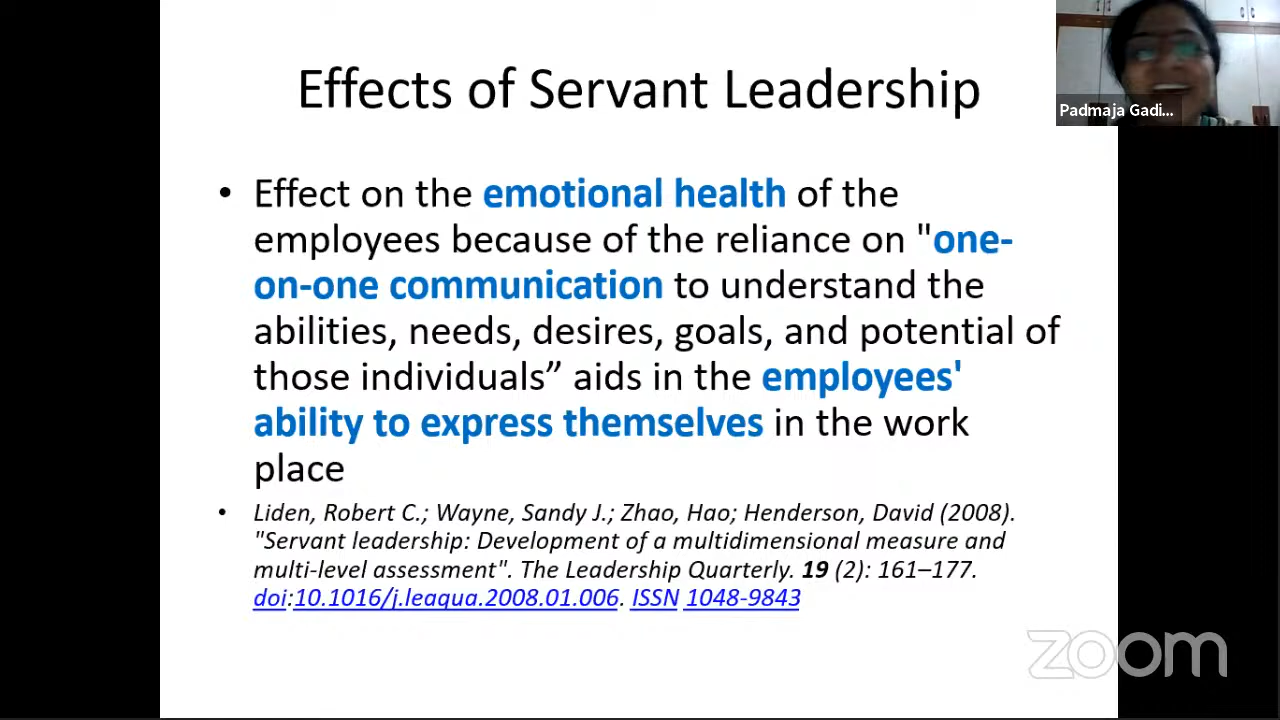 Effects of Servant Leadership
Padmaja Gadi...
• Effect on the emotional health of the
employees because of the reliance on "one-
on-one communication to understand the
abilities, needs, desires, goals, and potential of
those individuals” aids in the employees'
ability to express themselves in the work
place
• Liden, Robert C.; Wayne, Sandy J.; Zhao, Hao; Henderson, David (2008).
"Servant leadership: Development of a multidimensional measure and
multi-level assessment". The Leadership Quarterly. 19 (2): 161–177.
doi:10.1016/j.leaqua.2008.01.006. ISSN 1048-9843
zoom